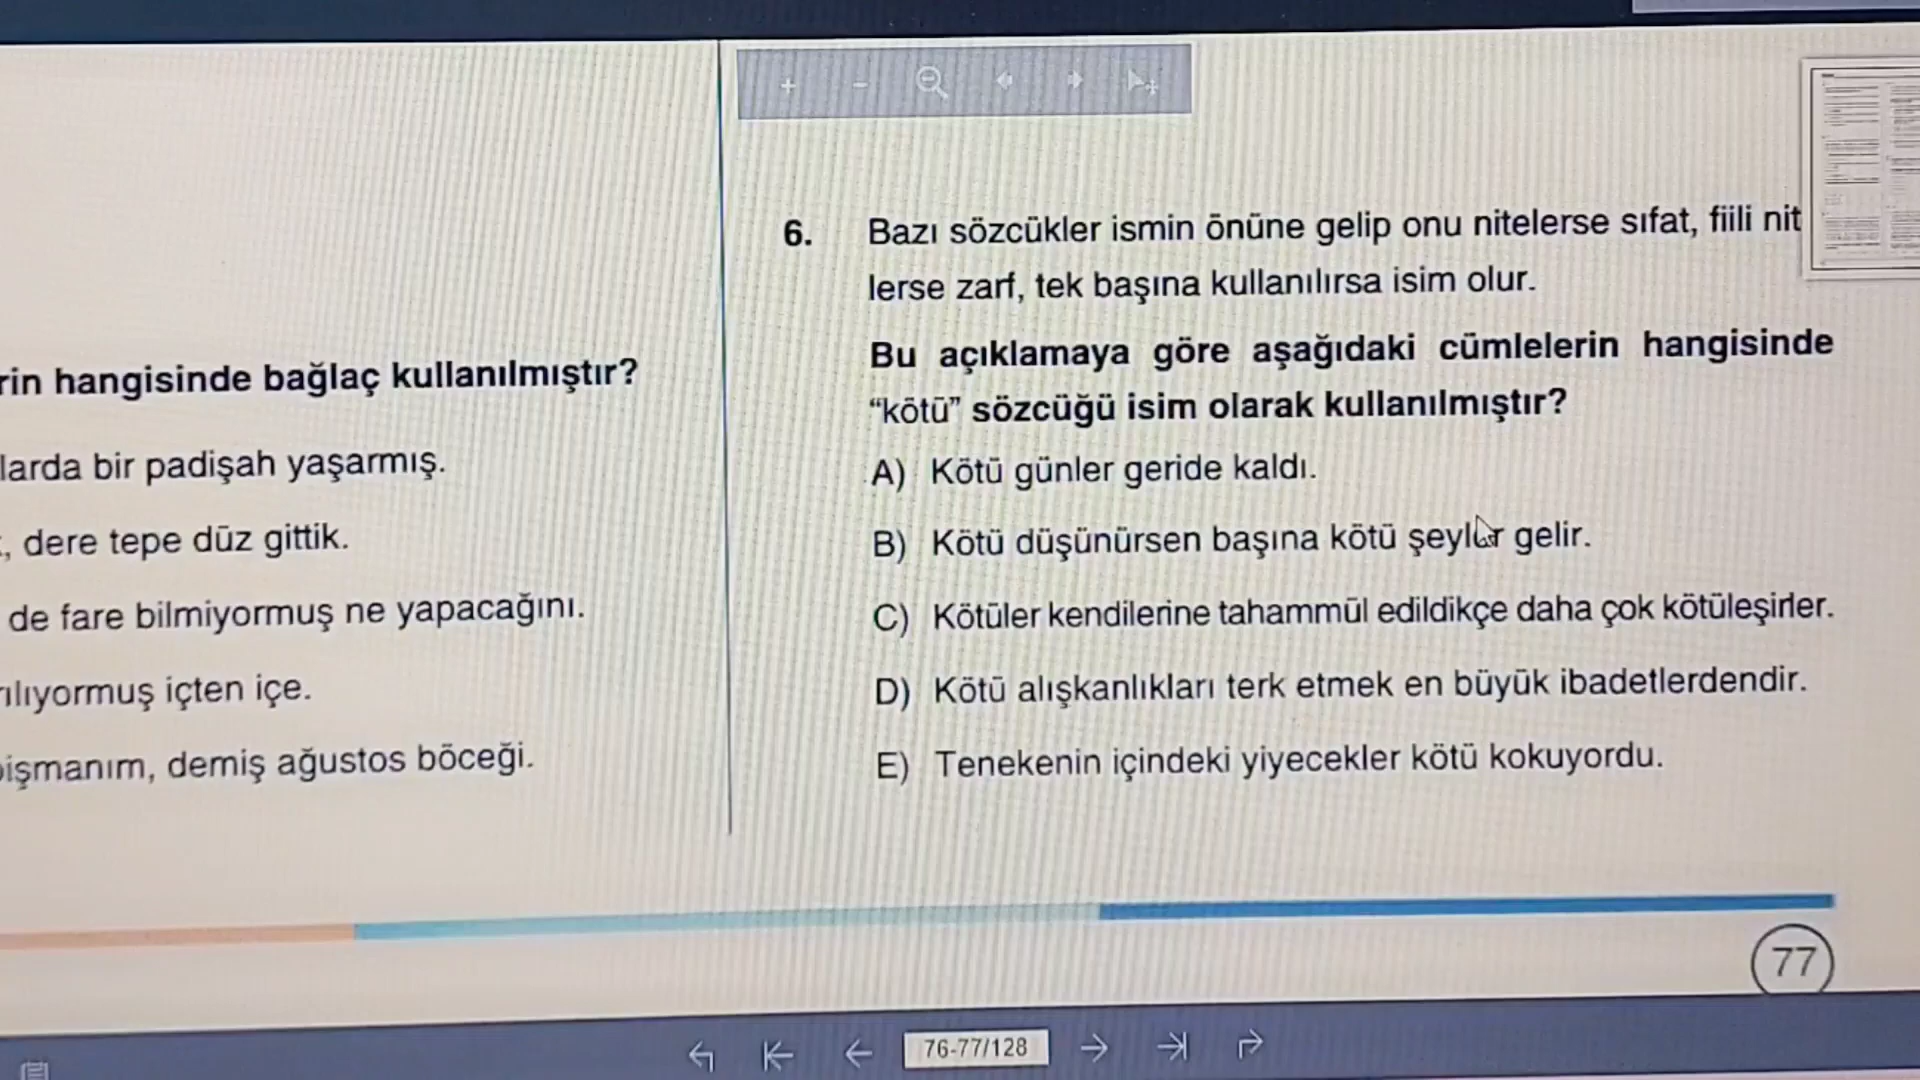 rin hangisinde bağlaç kullanılmıştır?
larda bir padişah yaşarmış.
, dere tepe düz gittik.
de fare bilmiyormuş ne yapacağını.
ılıyormuş içten içe.
pişmanım, demiş ağustos böceği.
6. Bazı sözcükler ismin önüne gelip onu nitelerse sıfat, fiili nit
lerse zarf, tek başına kullanılırsa isim olur.
Bu açıklamaya göre aşağıdaki cümlelerin hangisinde
“kötü” sözcüğü isim olarak kullanılmıştır?
A) Kötü günler geride kaldı.
B) Kötü düşünürsen başına kötü şeyler gelir.
C) Kötüler kendilerine tahammül edildikçe daha çok kötüleşirler.
D) Kötü alışkanlıkları terk etmek en büyük ibadetlerdendir.
E) Tenekenin içindeki yiyecekler kötü kokuyordu.
77
76-77/128